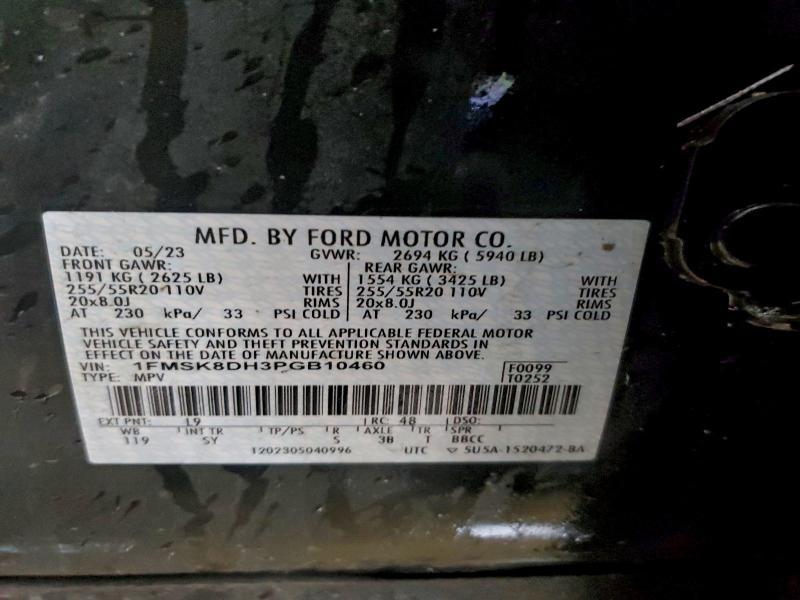 MFD. BY FORD MOTOR CO.
DATE: 05/23 GVWR: 2694 KG ( 5940 LB)
FRONT GAWR: REAR GAWR:
1191 KG ( 2625 LB) WITH 1554 KG ( 3425 LB) WITH
255/55R20 110V TIRES 255/55R20 110V TIRES
20x8.0J RIMS 20x8.0J RIMS
AT 230 kPa/ 33 PSI COLD AT 230 kPa/ 33 PSI COLD
THIS VEHICLE CONFORMS TO ALL APPLICABLE FEDERAL MOTOR
VEHICLE SAFETY AND THEFT PREVENTION STANDARDS IN
EFFECT ON THE DATE OF MANUFACTURE SHOWN ABOVE.
VIN: 1FMSK8DH3PGB10460 F0099
TYPE: MPV T0252
EXT PNT: L9 RC: 48 DSO:
WB INT TR TP/PS R AXLE TR SPR
119 SY S 3B T BBCC
1202305040996 UTC ▽ 5U5A-1520472-BA